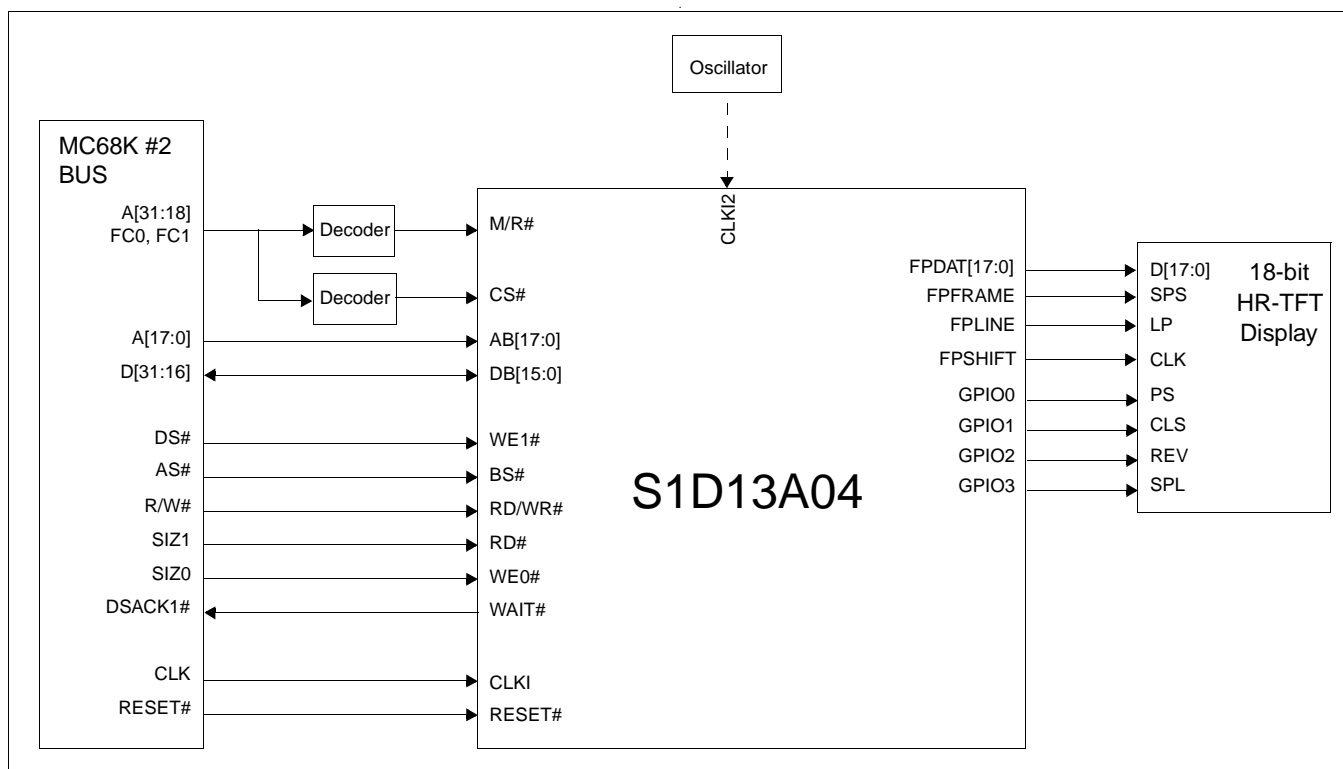 Oscillator
MC68K #2
BUS
A[31:18]
FC0, FC1
A[17:0]
D[31:16]
DS#
AS#
R/W#
SIZ1
SIZ0
DSACK1#
CLK
RESET#
Decoder
Decoder
M/R#
CS#
AB[17:0]
DB[15:0]
WE1#
BS#
RD/WR#
RD#
WE0#
WAIT#
CLKI
RESET#
CLKI2
S1D13A04
FPDAT[17:0]
FPFRAME
FPLINE
FPSHIFT
GPIO0
GPIO1
GPIO2
GPIO3
D[17:0]
SPS
LP
CLK
PS
CLS
REV
SPL
18-bit
HR-TFT
Display